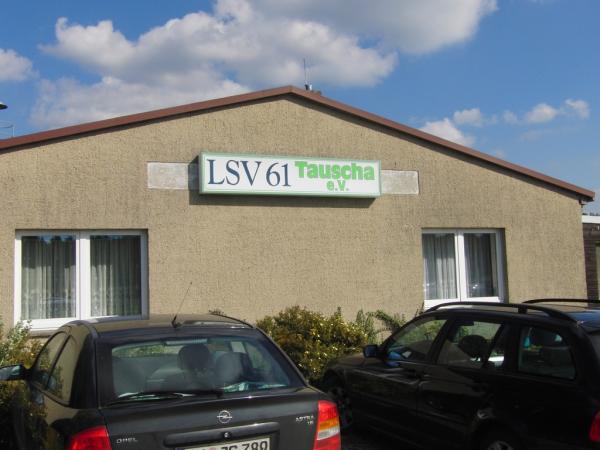 LSV 61 Tauscha
e.V.
OPEL
ASTRA